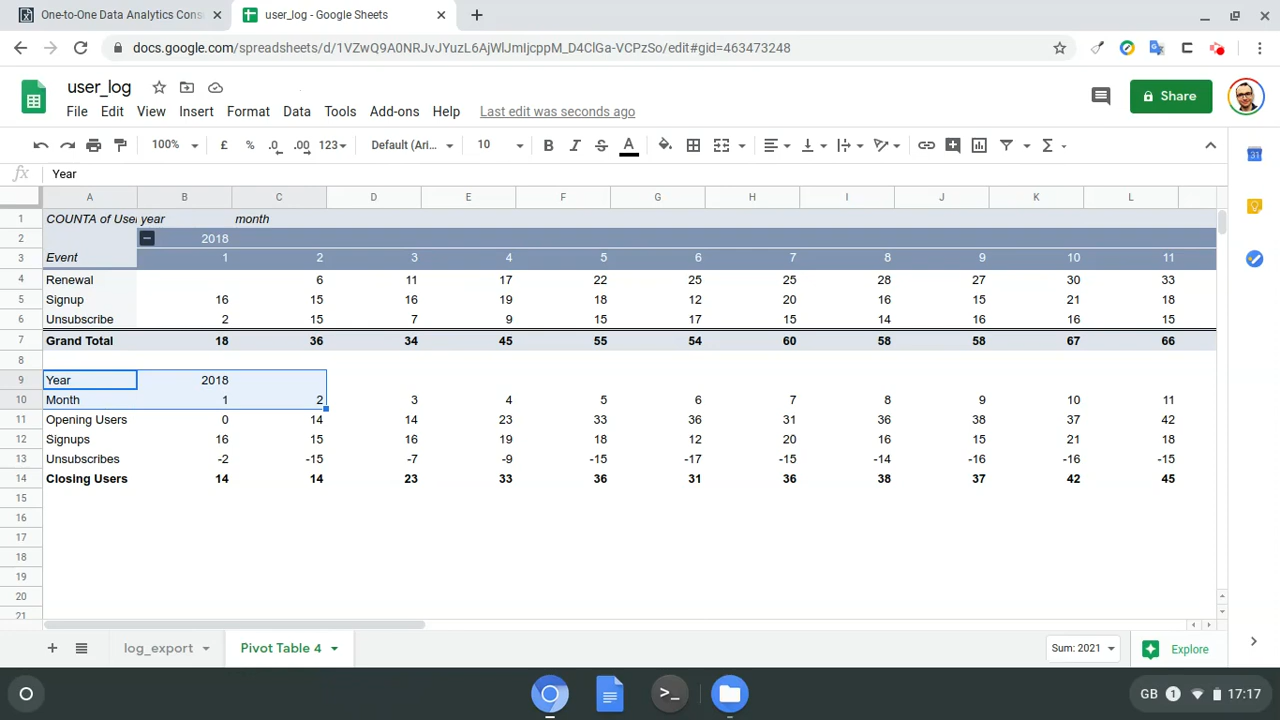 One-to-One Data Analytics Cons
user_log - Google Sheets
docs.google.com/spreadsheets/d/1VZwQ9A0NRJvJYuzL6AjWlJmIjcppM_D4ClGa-VCPzSo/edit#gid=463473248
user_log
File Edit View Insert Format Data Tools Add-ons Help Last edit was seconds ago
Share
100% £ % .0 .00 123 Default (Ari... 10 B I S A Σ
fx Year
A B C D E F G H I J K L
1 COUNTA of User year month
2 2018
3 Event 1 2 3 4 5 6 7 8 9 10 11
4 Renewal 6 11 17 22 25 25 28 27 30 33
5 Signup 16 15 16 19 18 12 20 16 15 21 18
6 Unsubscribe 2 15 7 9 15 17 15 14 16 16 15
7 Grand Total 18 36 34 45 55 54 60 58 58 67 66
8
9 Year 2018
10 Month 1 2 3 4 5 6 7 8 9 10 11
11 Opening Users 0 14 14 23 33 36 31 36 38 37 42
12 Signups 16 15 16 19 18 12 20 16 15 21 18
13 Unsubscribes -2 -15 -7 -9 -15 -17 -15 -14 -16 -16 -15
14 Closing Users 14 14 23 33 36 31 36 38 37 42 45
15
16
17
18
19
20
21
log_export Pivot Table 4 Sum: 2021 Explore
GB 1 17:17